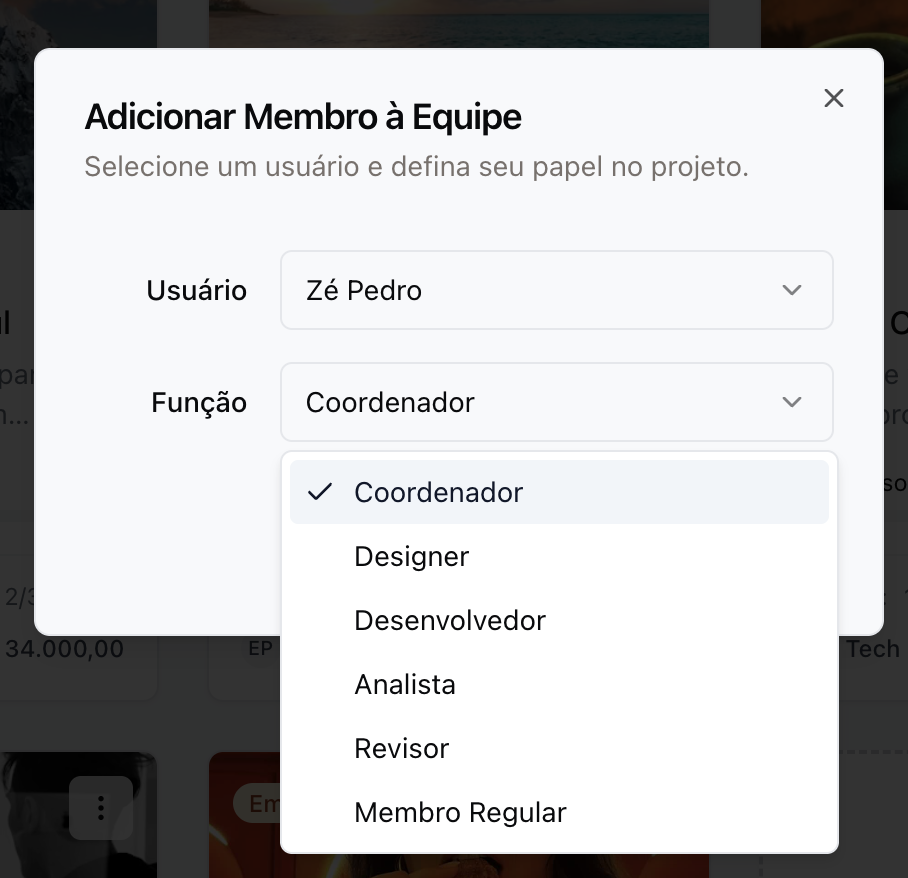 Adicionar Membro à Equipe
Selecione um usuário e defina seu papel no projeto.
Usuário
Zé Pedro
Função
Coordenador
Coordenador
Designer
Desenvolvedor
Analista
Revisor
Membro Regular
34.000,00
EP
Tech